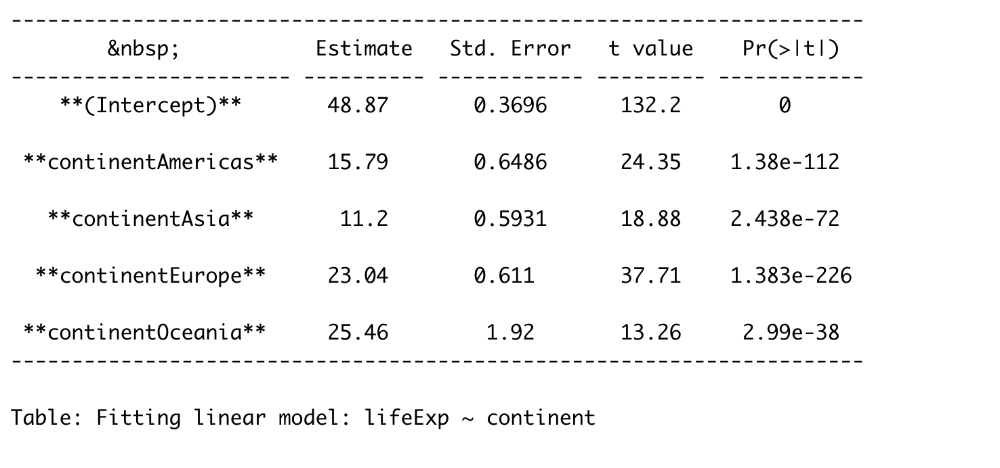 ----------------------------------------------------------------------
&nbsp; Estimate Std. Error t value Pr(>|t|)
----------------------- ---------- ------------ --------- ------------
**(Intercept)** 48.87 0.3696 132.2 0
**continentAmericas** 15.79 0.6486 24.35 1.38e-112
**continentAsia** 11.2 0.5931 18.88 2.438e-72
**continentEurope** 23.04 0.611 37.71 1.383e-226
**continentOceania** 25.46 1.92 13.26 2.99e-38
----------------------------------------------------------------------
Table: Fitting linear model: lifeExp ~ continent